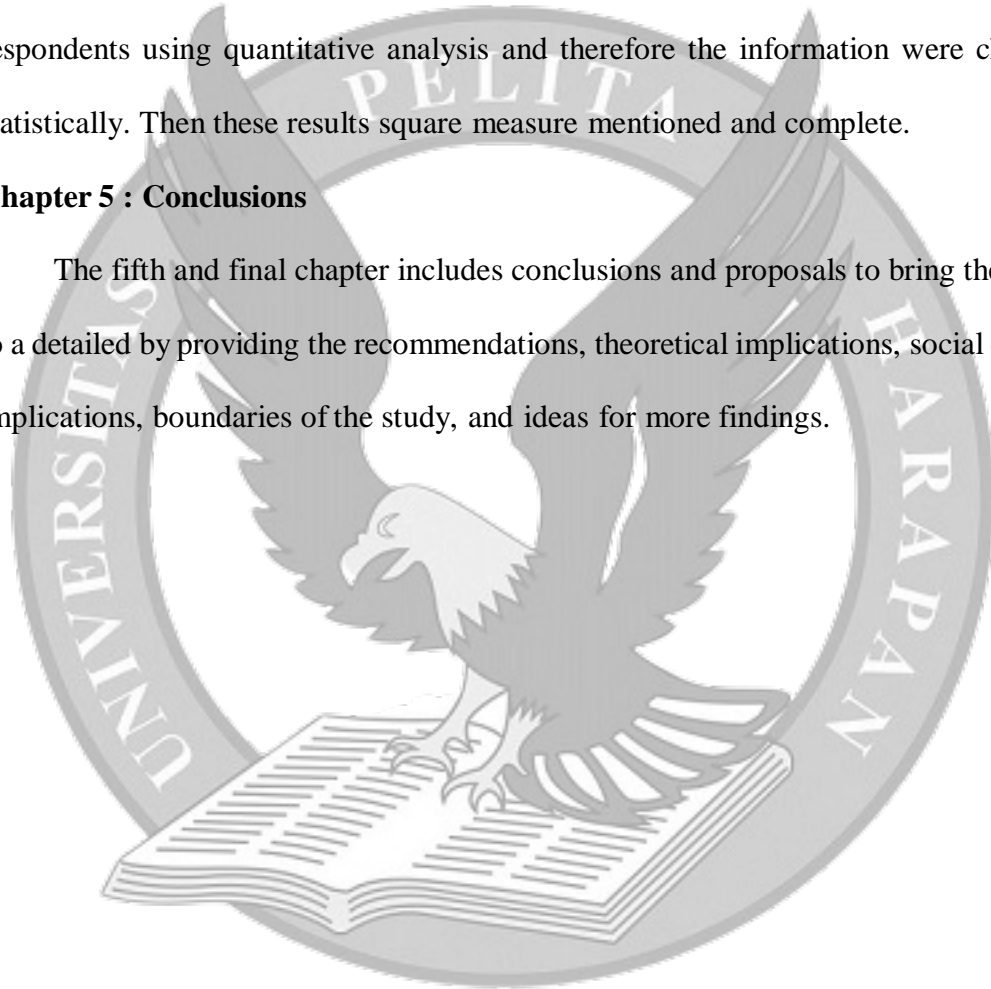 espondents using quantitative analysis and therefore the information were c
atistically. Then these results square measure mentioned and complete.
hapter 5 : Conclusions
The fifth and final chapter includes conclusions and proposals to bring the
o a detailed by providing the recommendations, theoretical implications, social
mplications, boundaries of the study, and ideas for more findings.
UNIVERSITAS PELITA HARAPAN